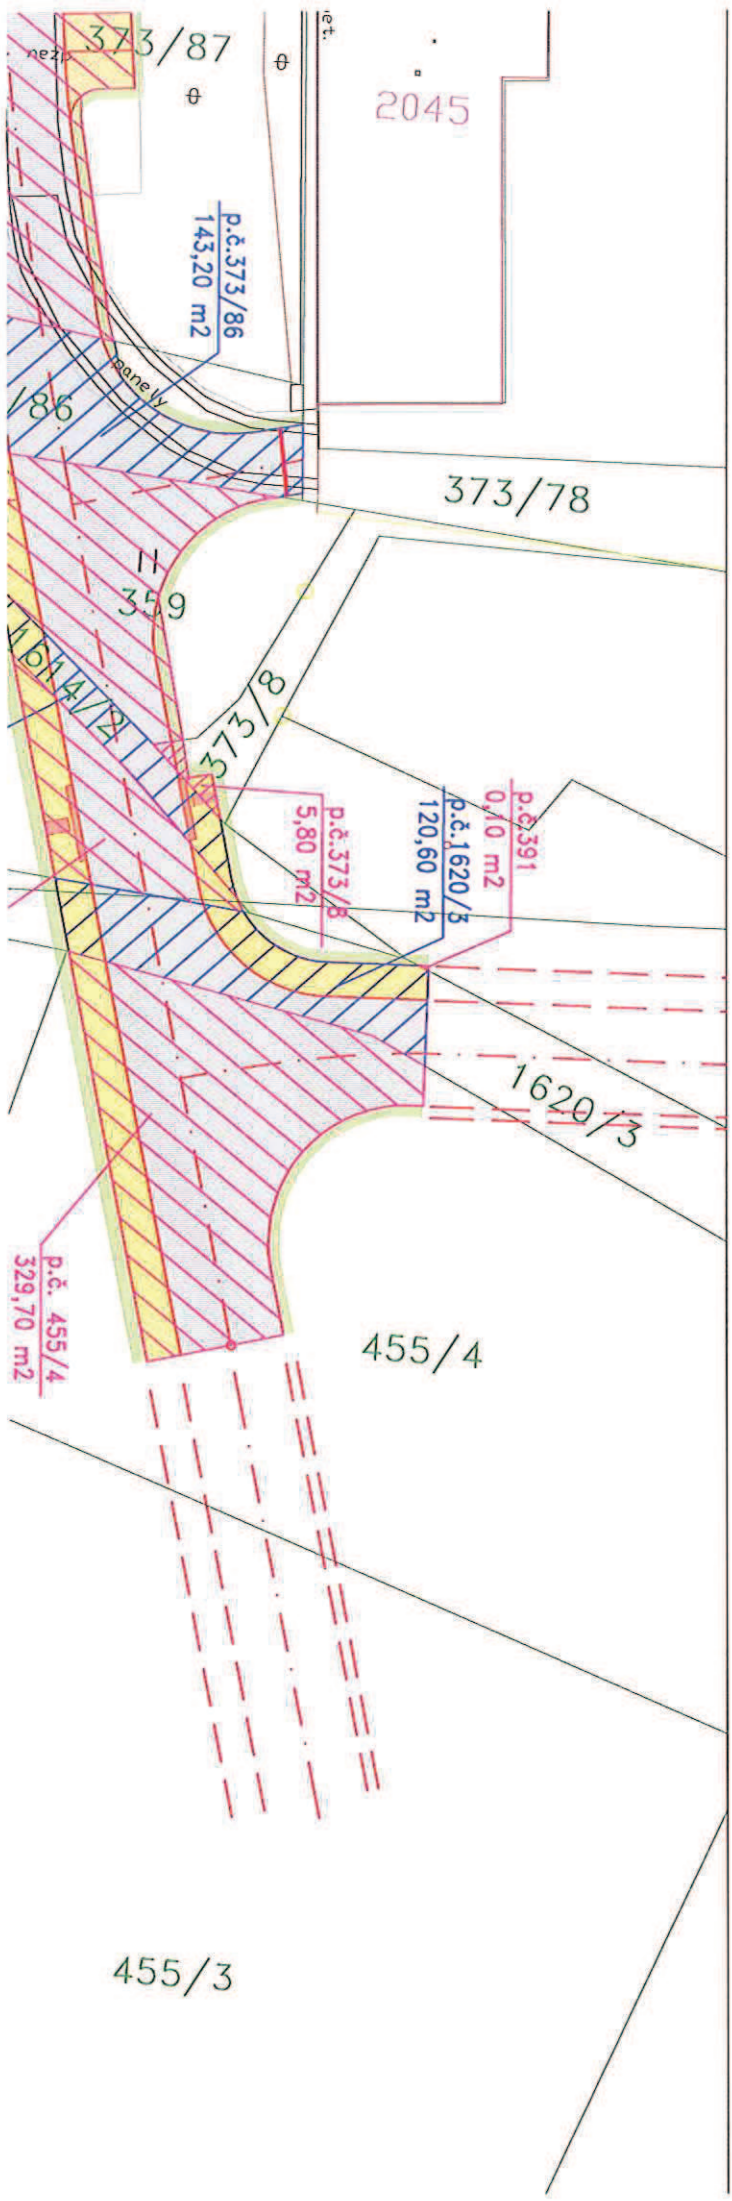 373/87
nezp
et.
2045
p.č.373/86
143,20 m2
panely
/86
373/78
359
1614/2
373/8
p.č.391
0,10 m2
p.č.1620/3
120,60 m2
p.č.373/8
5,80 m2
1620/3
p.č. 455/4
329,70 m2
455/4
455/3